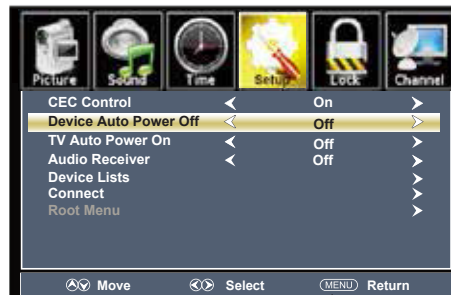 Picture Sound Time Setup Lock Channel
CEC Control On
Device Auto Power Off Off
TV Auto Power On Off
Audio Receiver Off
Device Lists
Connect
Root Menu
Move Select MENU Return